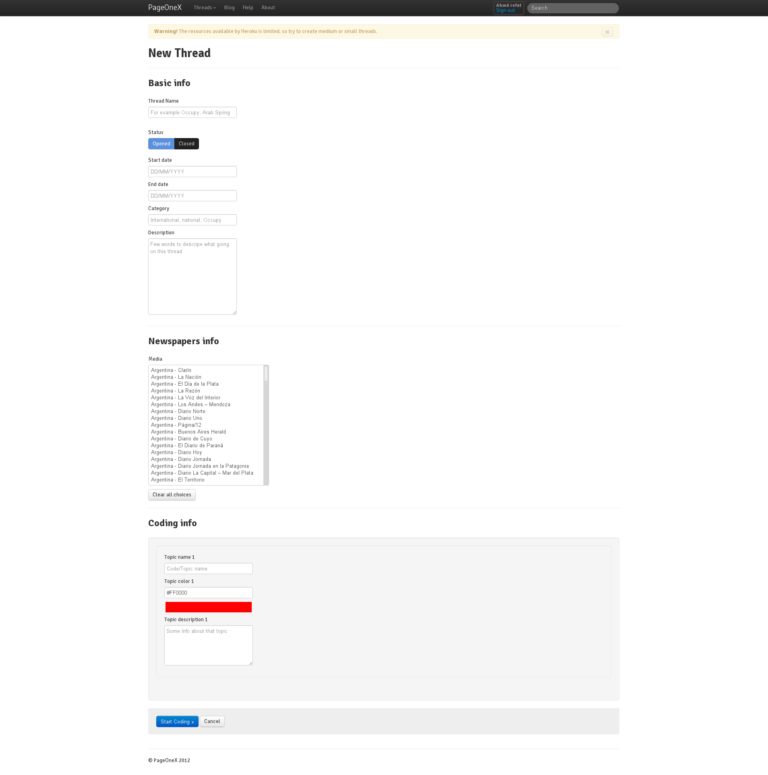 PageOneX Threads Blog Help About
Ahmd refat
Sign out
Search
Warning! The resources available by Heroku is limited, so try to create medium or small threads.
×
New Thread
Basic info
Thread Name
For example Occupy, Arab Spring
Status
Opened Closed
Start date
DD/MM/YYYY
End date
DD/MM/YYYY
Category
International, national, Occupy
Description
Few words to descripe what going
on this thread
Newspapers info
Media
Argentina - Clarín
Argentina - La Nación
Argentina - El Día de la Plata
Argentina - La Razón
Argentina - La Voz del Interior
Argentina - Los Andes – Mendoza
Argentina - Diario Norte
Argentina - Diario Uno
Argentina - Página/12
Argentina - Buenos Aires Herald
Argentina - Diario de Cuyo
Argentina - El Diario de Paraná
Argentina - Diario Hoy
Argentina - Diario Jornada
Argentina - Diario Jornada en la Patagonia
Argentina - Diario La Capital – Mar del Plata
Argentina - El Territorio
Clear all choices
Coding info
Topic name 1
Code/Topic name
Topic color 1
#FF0000
Topic description 1
Some info about that topic
Start Coding » Cancel
© PageOneX 2012